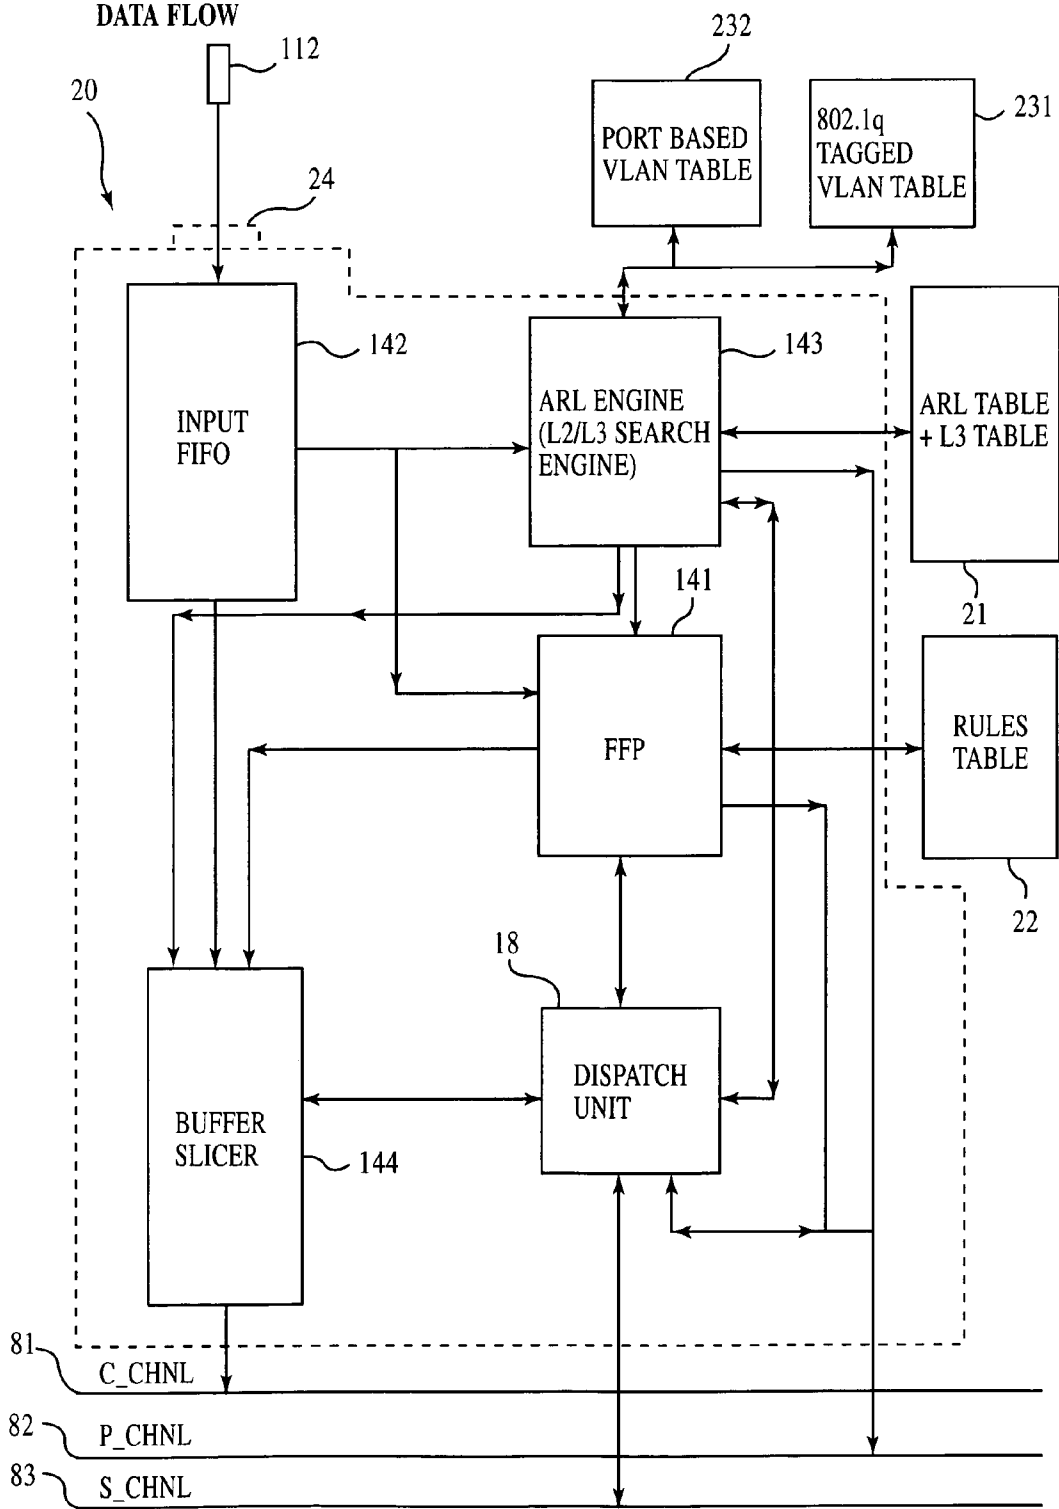 DATA FLOW
112
232
20
231
PORT BASED
VLAN TABLE
802.1q
TAGGED
VLAN TABLE
24
142
143
INPUT
FIFO
ARL ENGINE
(L2/L3 SEARCH
ENGINE)
ARL TABLE
+ L3 TABLE
141
21
FFP
RULES
TABLE
18
22
DISPATCH
UNIT
BUFFER
SLICER
144
81
C_CHNL
82
P_CHNL
83
S_CHNL